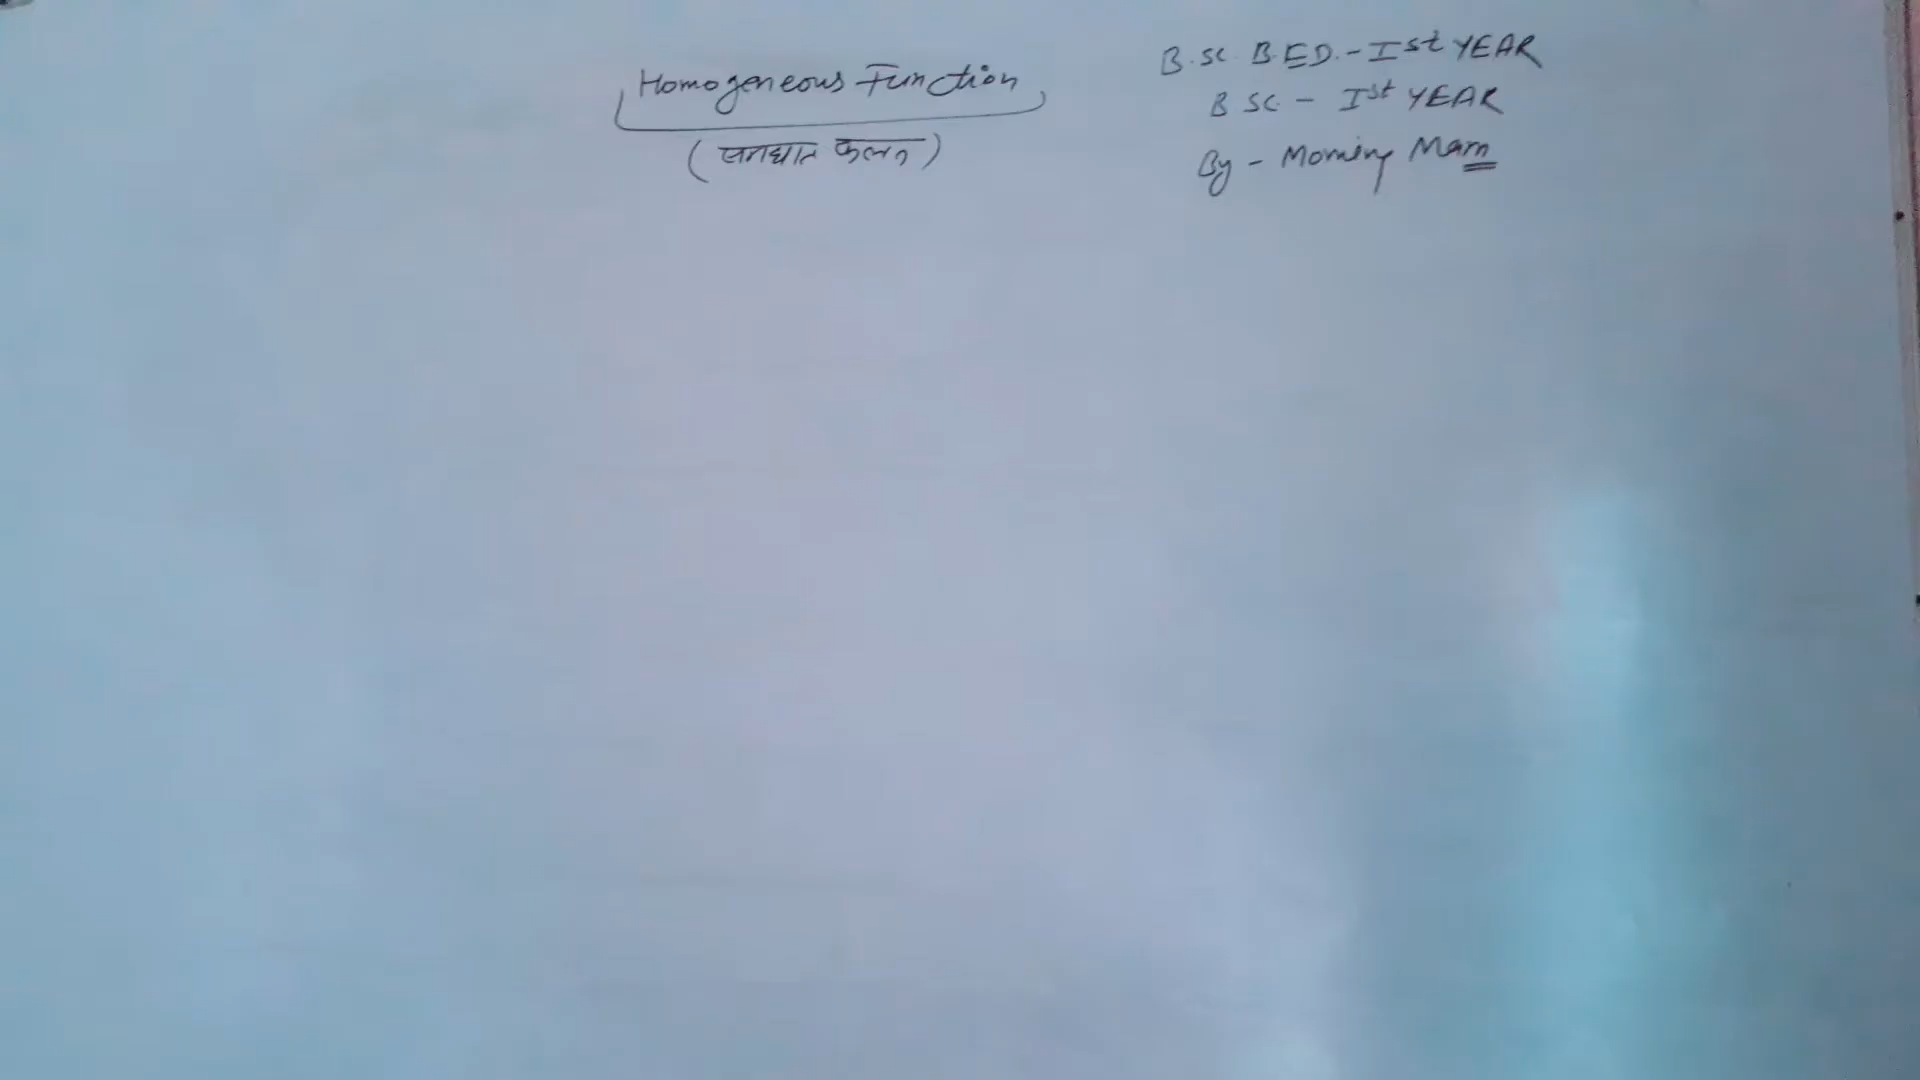 Homogeneous Function
(समघात फलन)
B.SC. B.ED. - Ist YEAR
B SC. - Ist YEAR
By - Morning Mam